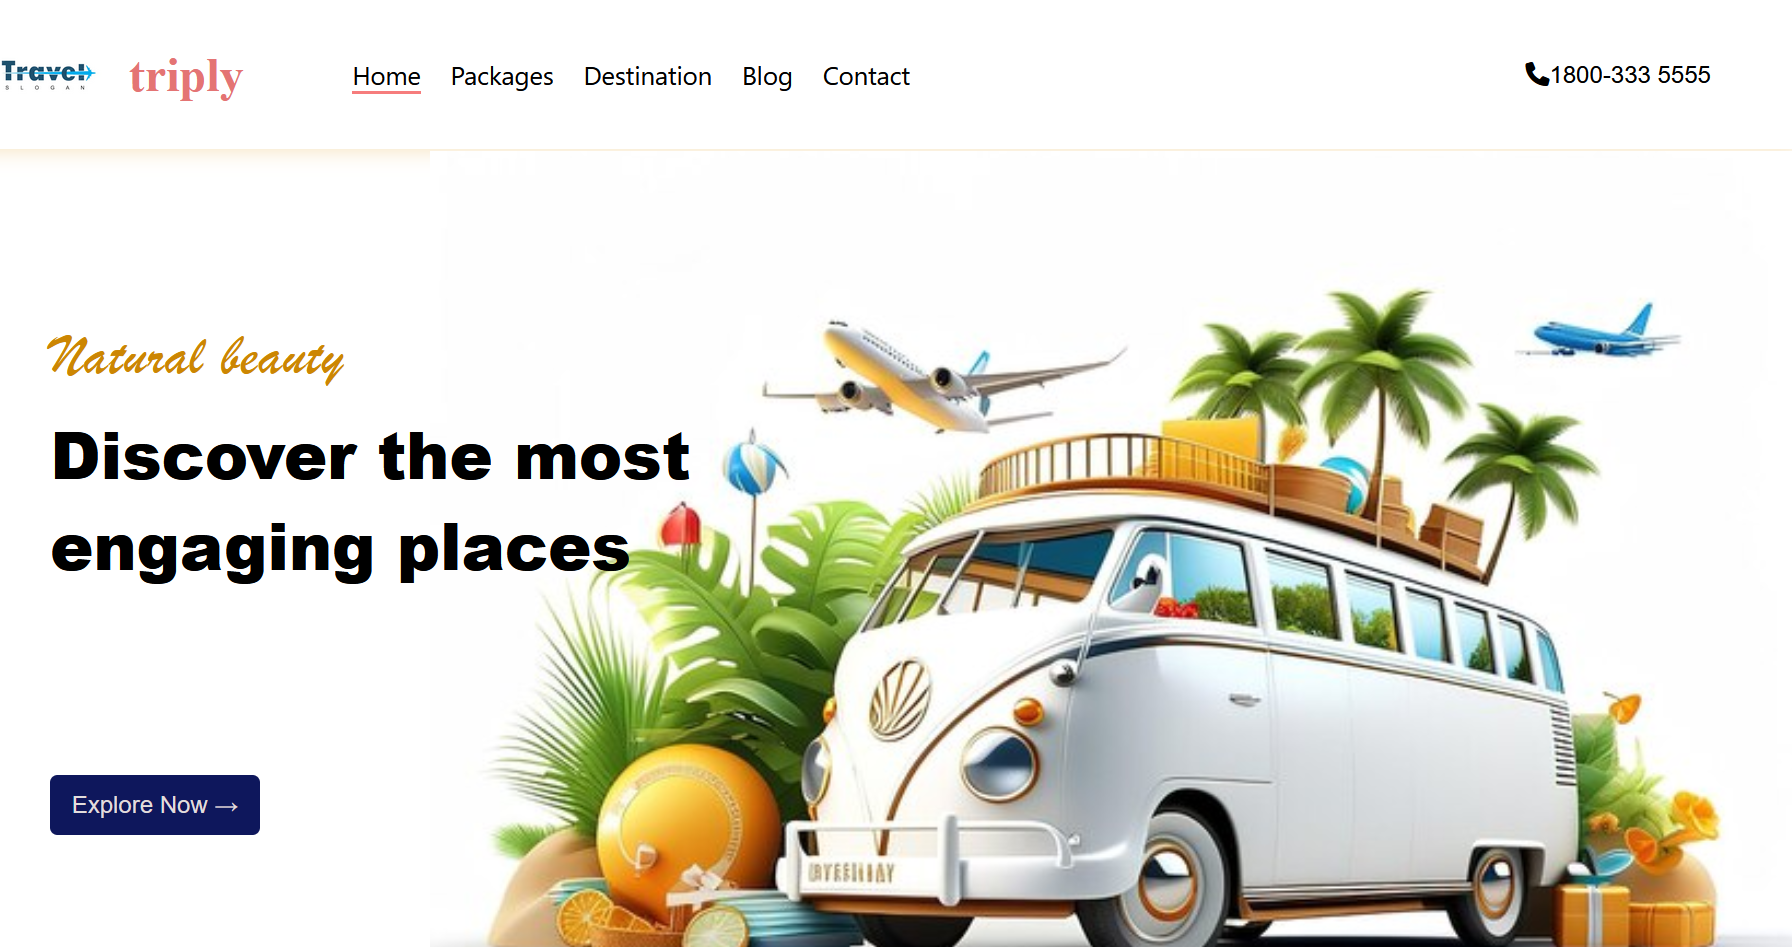 Travel
SLOGAN
triply
Home Packages Destination Blog Contact
1800-333 5555
Natural beauty
Discover the most
engaging places
Explore Now →